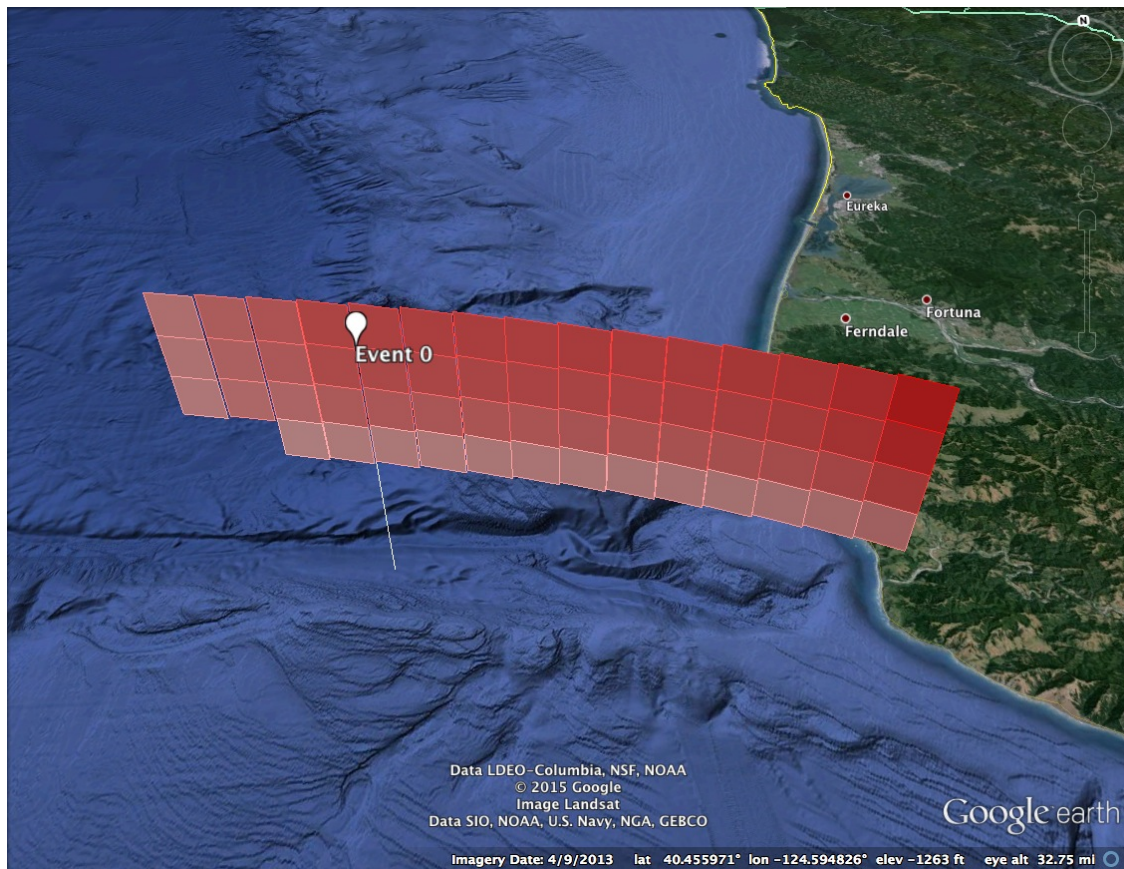 N
Eureka
Fortuna
Ferndale
Event 0
Data LDEO-Columbia, NSF, NOAA
© 2015 Google
Image Landsat
Data SIO, NOAA, U.S. Navy, NGA, GEBCO
Google earth
Imagery Date: 4/9/2013 lat 40.455971° lon -124.594826° elev -1263 ft eye alt 32.75 mi